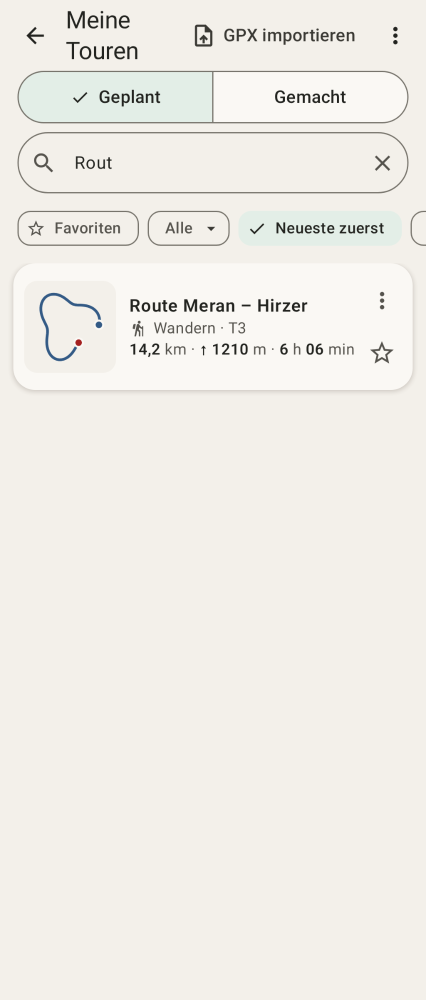 Meine
Touren
GPX importieren
Geplant
Gemacht
Rout
Favoriten
Alle
Neueste zuerst
Route Meran – Hirzer
Wandern · T3
14,2 km · ↑ 1210 m · 6 h 06 min